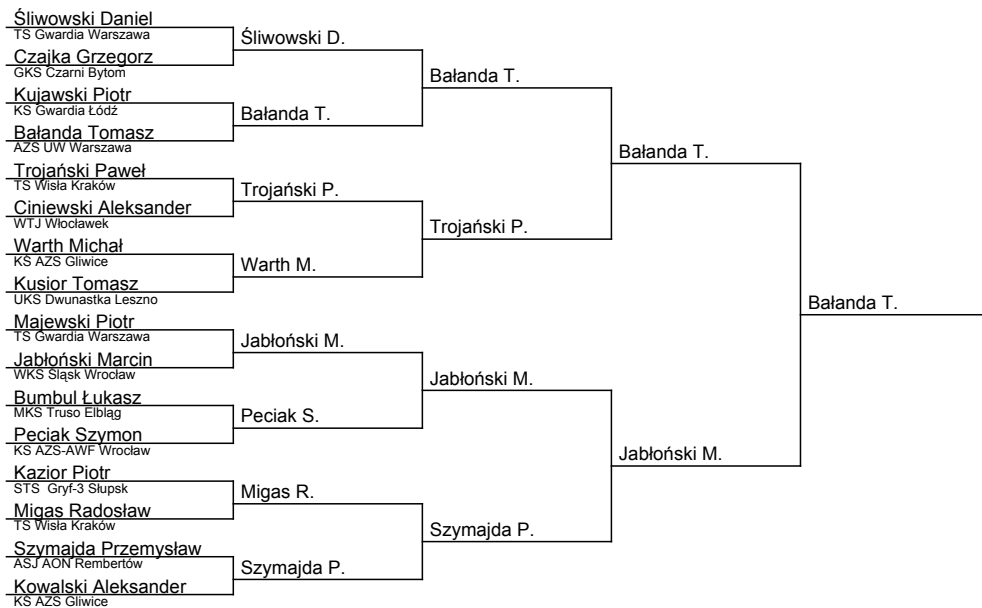 Śliwowski Daniel
TS Gwardia Warszawa
Czajka Grzegorz
GKS Czarni Bytom
Kujawski Piotr
KS Gwardia Łódź
Bałanda Tomasz
AZS UW Warszawa
Trojański Paweł
TS Wisła Kraków
Ciniewski Aleksander
WTJ Włocławek
Warth Michał
KŚ AZS Gliwice
Kusior Tomasz
UKS Dwunastka Leszno
Majewski Piotr
TS Gwardia Warszawa
Jabłoński Marcin
WKS Śląsk Wrocław
Bumbul Łukasz
MKS Truso Elbląg
Peciak Szymon
KS AZS-AWF Wrocław
Kazior Piotr
STS Gryf-3 Słupsk
Migas Radosław
TS Wisła Kraków
Szymajda Przemysław
ASJ AON Rembertów
Kowalski Aleksander
KŚ AZS Gliwice
Śliwowski D.
Bałanda T.
Trojański P.
Warth M.
Jabłoński M.
Peciak S.
Migas R.
Szymajda P.
Bałanda T.
Trojański P.
Jabłoński M.
Szymajda P.
Bałanda T.
Jabłoński M.
Bałanda T.